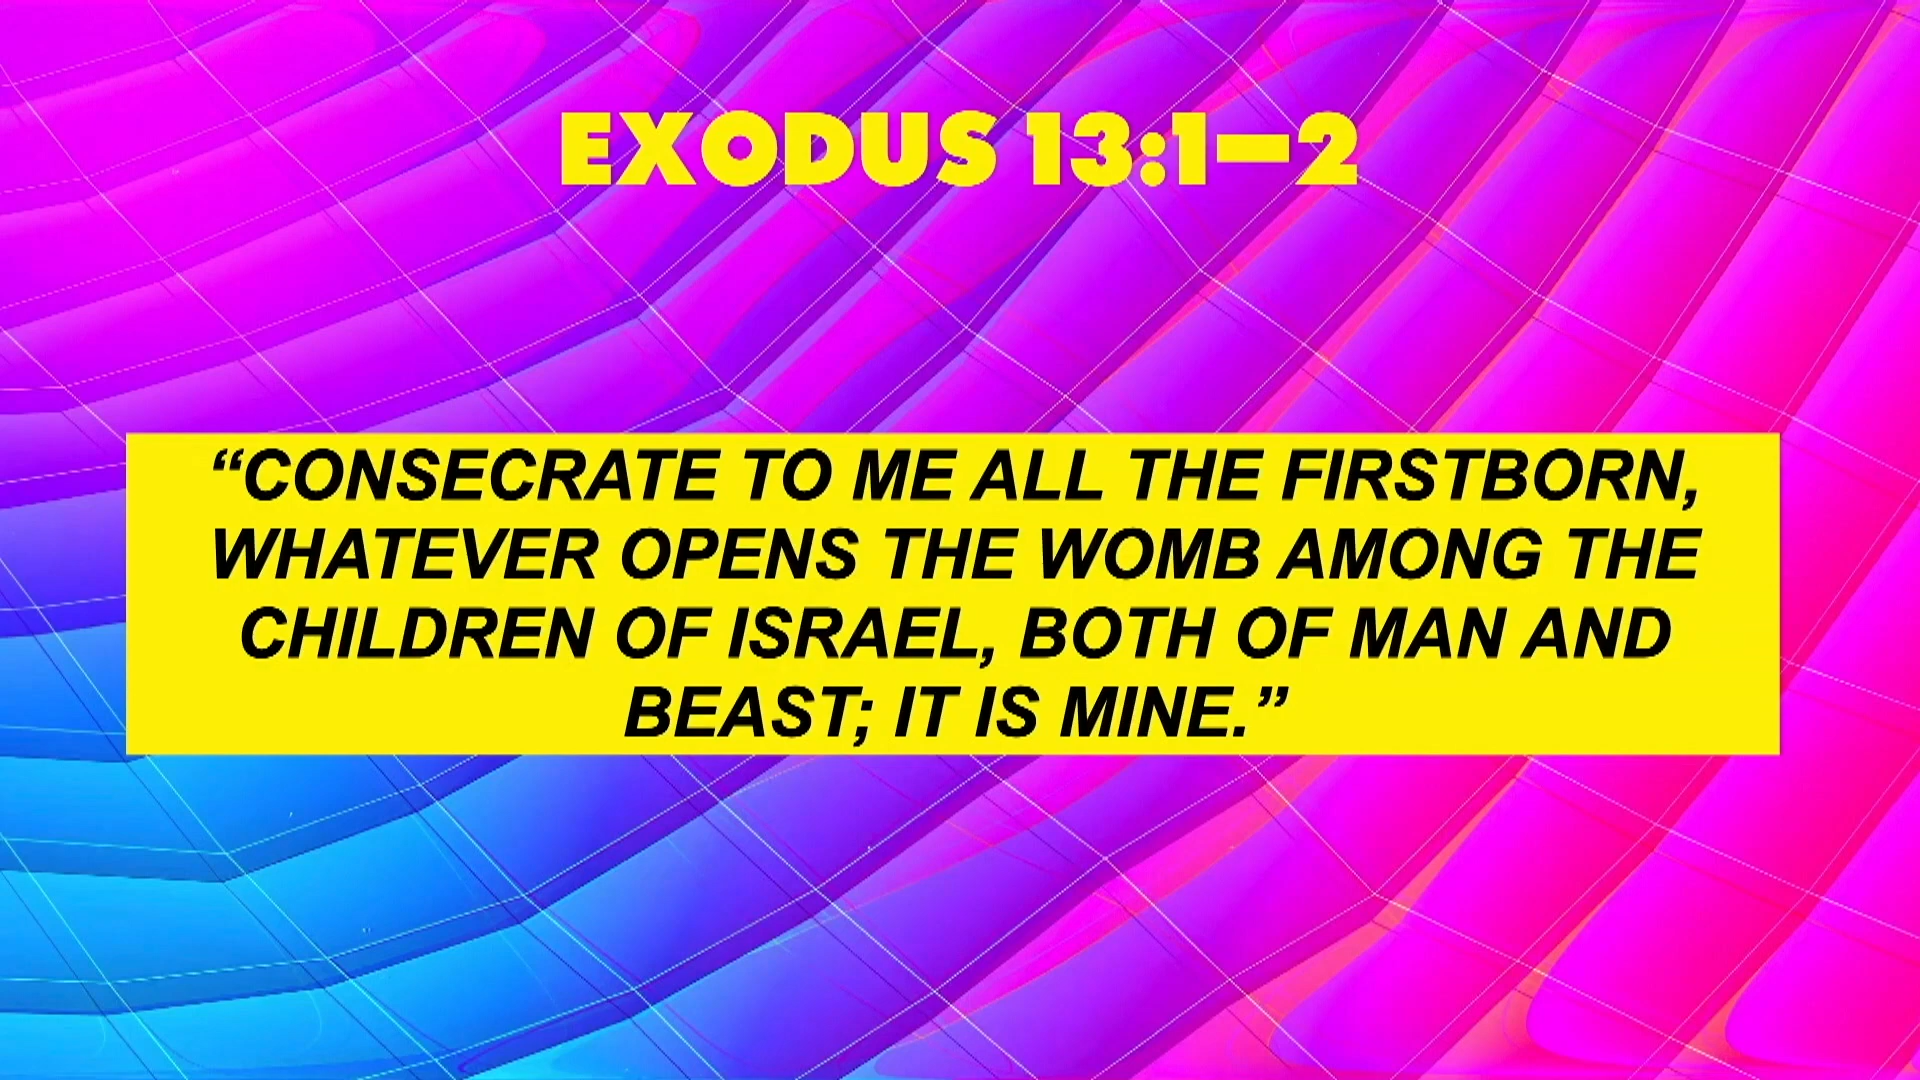 EXODUS 13:1–2
“CONSECRATE TO ME ALL THE FIRSTBORN,
WHATEVER OPENS THE WOMB AMONG THE
CHILDREN OF ISRAEL, BOTH OF MAN AND
BEAST; IT IS MINE.”